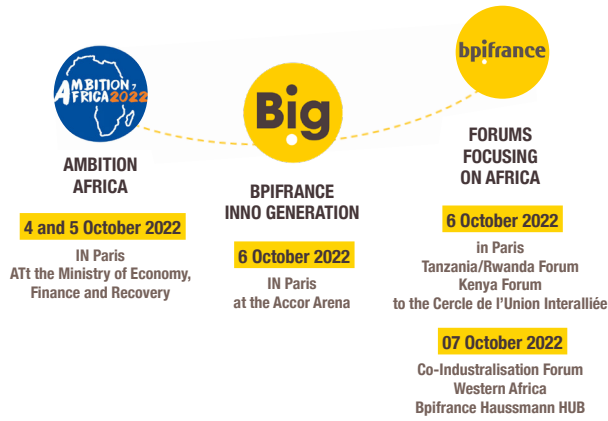 AMBITION
AFRICA2022
AMBITION
AFRICA
4 and 5 October 2022
IN Paris
ATt the Ministry of Economy,
Finance and Recovery
Big
BPIFRANCE
INNO GENERATION
6 October 2022
IN Paris
at the Accor Arena
bpifrance
FORUMS
FOCUSING
ON AFRICA
6 October 2022
in Paris
Tanzania/Rwanda Forum
Kenya Forum
to the Cercle de l'Union Interalliée
07 October 2022
Co-Industralisation Forum
Western Africa
Bpifrance Haussmann HUB